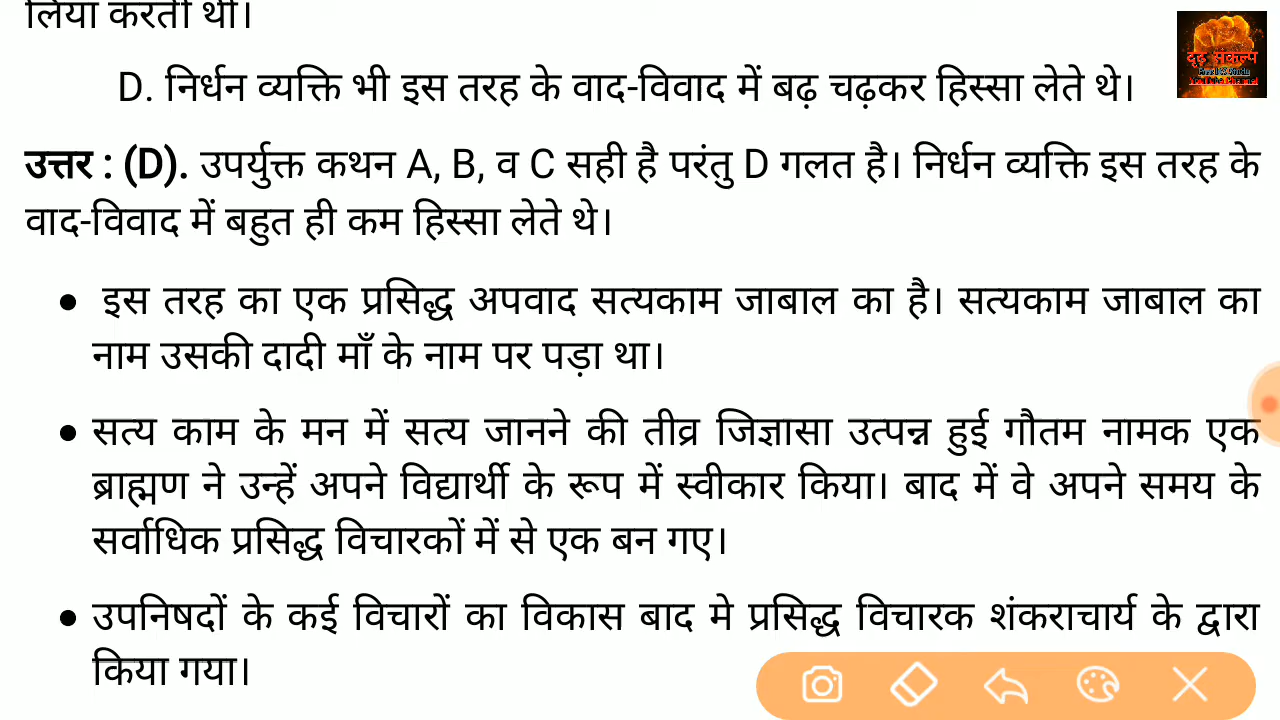 लिया करती थी।
D. निर्धन व्यक्ति भी इस तरह के वाद-विवाद में बढ़ चढ़कर हिस्सा लेते थे।
उत्तर : (D). उपर्युक्त कथन A, B, व C सही है परंतु D गलत है। निर्धन व्यक्ति इस तरह के
वाद-विवाद में बहुत ही कम हिस्सा लेते थे।
• इस तरह का एक प्रसिद्ध अपवाद सत्यकाम जाबाल का है। सत्यकाम जाबाल का
नाम उसकी दादी माँ के नाम पर पड़ा था।
• सत्य काम के मन में सत्य जानने की तीव्र जिज्ञासा उत्पन्न हुई गौतम नामक एक
ब्राह्मण ने उन्हें अपने विद्यार्थी के रूप में स्वीकार किया। बाद में वे अपने समय के
सर्वाधिक प्रसिद्ध विचारकों में से एक बन गए।
• उपनिषदों के कई विचारों का विकास बाद मे प्रसिद्ध विचारक शंकराचार्य के द्वारा
किया गया।
दृढ़ संकल्प